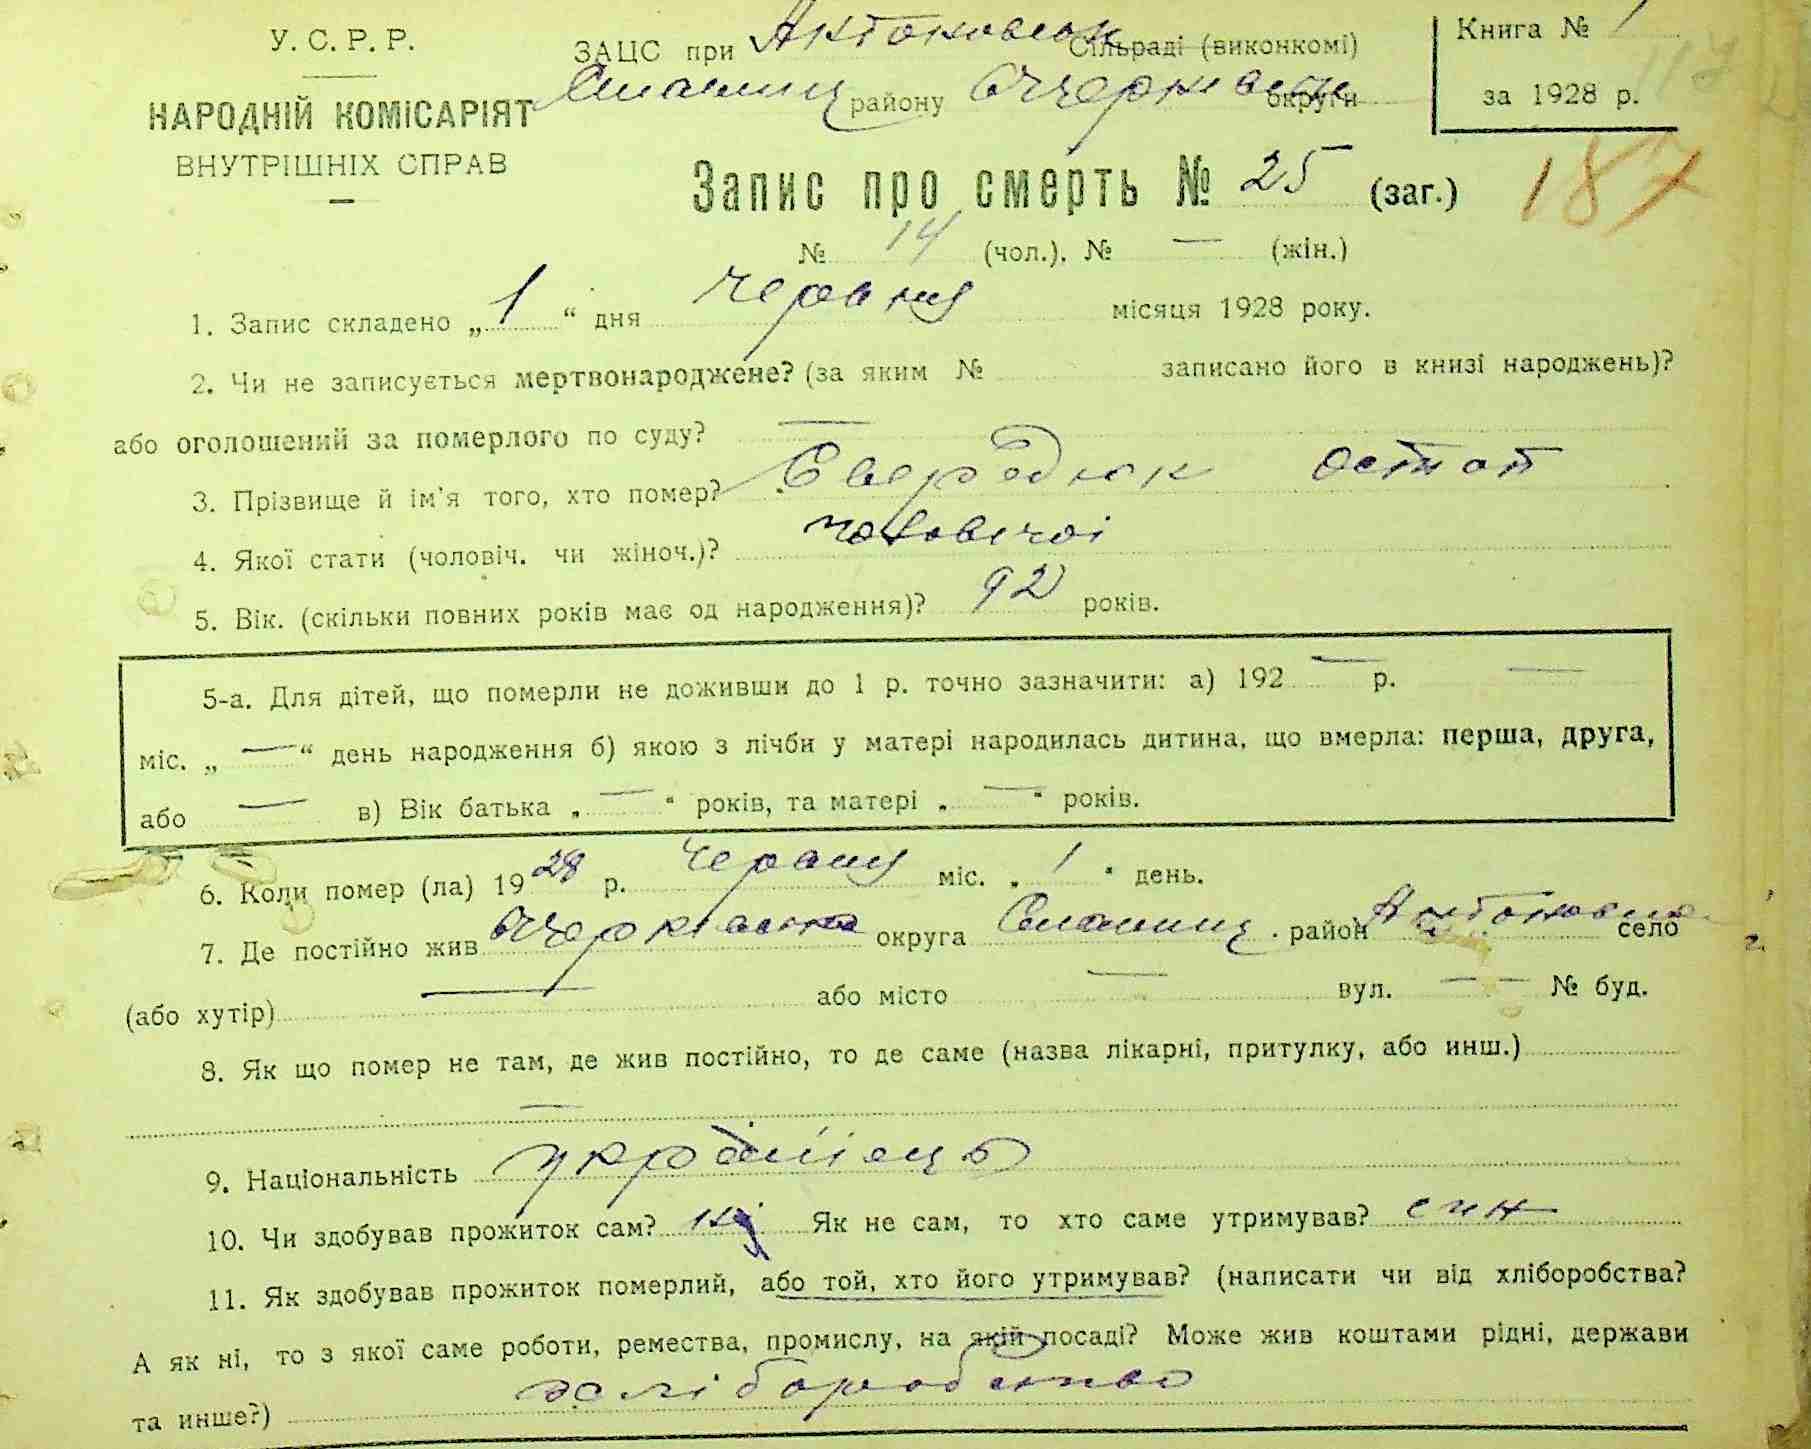 У. С. Р. Р.
НАРОДНІЙ КОМІСАРІЯТ
ВНУТРІШНІХ СПРАВ
ЗАЦС при Антоновськ Сільраді (виконкомі)
Смілянщ району Черкаськ округи
Книга № 1
за 1928 р.
117
187
Запис про смерть № 25 (заг.)
№ 14 (чол.). № — (жін.)
1. Запис складено „ 1 “ дня червня місяця 1928 року.
2. Чи не записується мертвонароджене? (за яким № записано його в книзі народжень)?
або оголошений за померлого по суду? —
3. Прізвище й ім'я того, хто помер? Свередюк Остап
4. Якої стати (чоловіч. чи жіноч.)? чоловічої
5. Вік. (скільки повних років має од народження)? 92 років.
5-а. Для дітей, що померли не доживши до 1 р. точно зазначити: а) 192 — р. —
міс. „ — “ день народження б) якою з лічби у матері народилась дитина, що вмерла: перша, друга,
або — в) Вік батька „ — “ років, та матері „ — “ років.
6. Коли помер (ла) 19 28 р. червня міс. „ 1 “ день.
7. Де постійно жив Черкаська округа район Антоновка село
(або хутір) — або місто — вул. — — № буд.
8. Як що помер не там, де жив постійно, то де саме (назва лікарні, притулку, або инш.)
—
9. Національність українець
10. Чи здобував прожиток сам? ні Як не сам, то хто саме утримував? син
11. Як здобував прожиток померлий, або той, хто його утримував? (написати чи від хліборобства?
А як ні, то з якої саме роботи, ремества, промислу, на якій посаді? Може жив коштами рідні, держави
та инше?) хліборобство